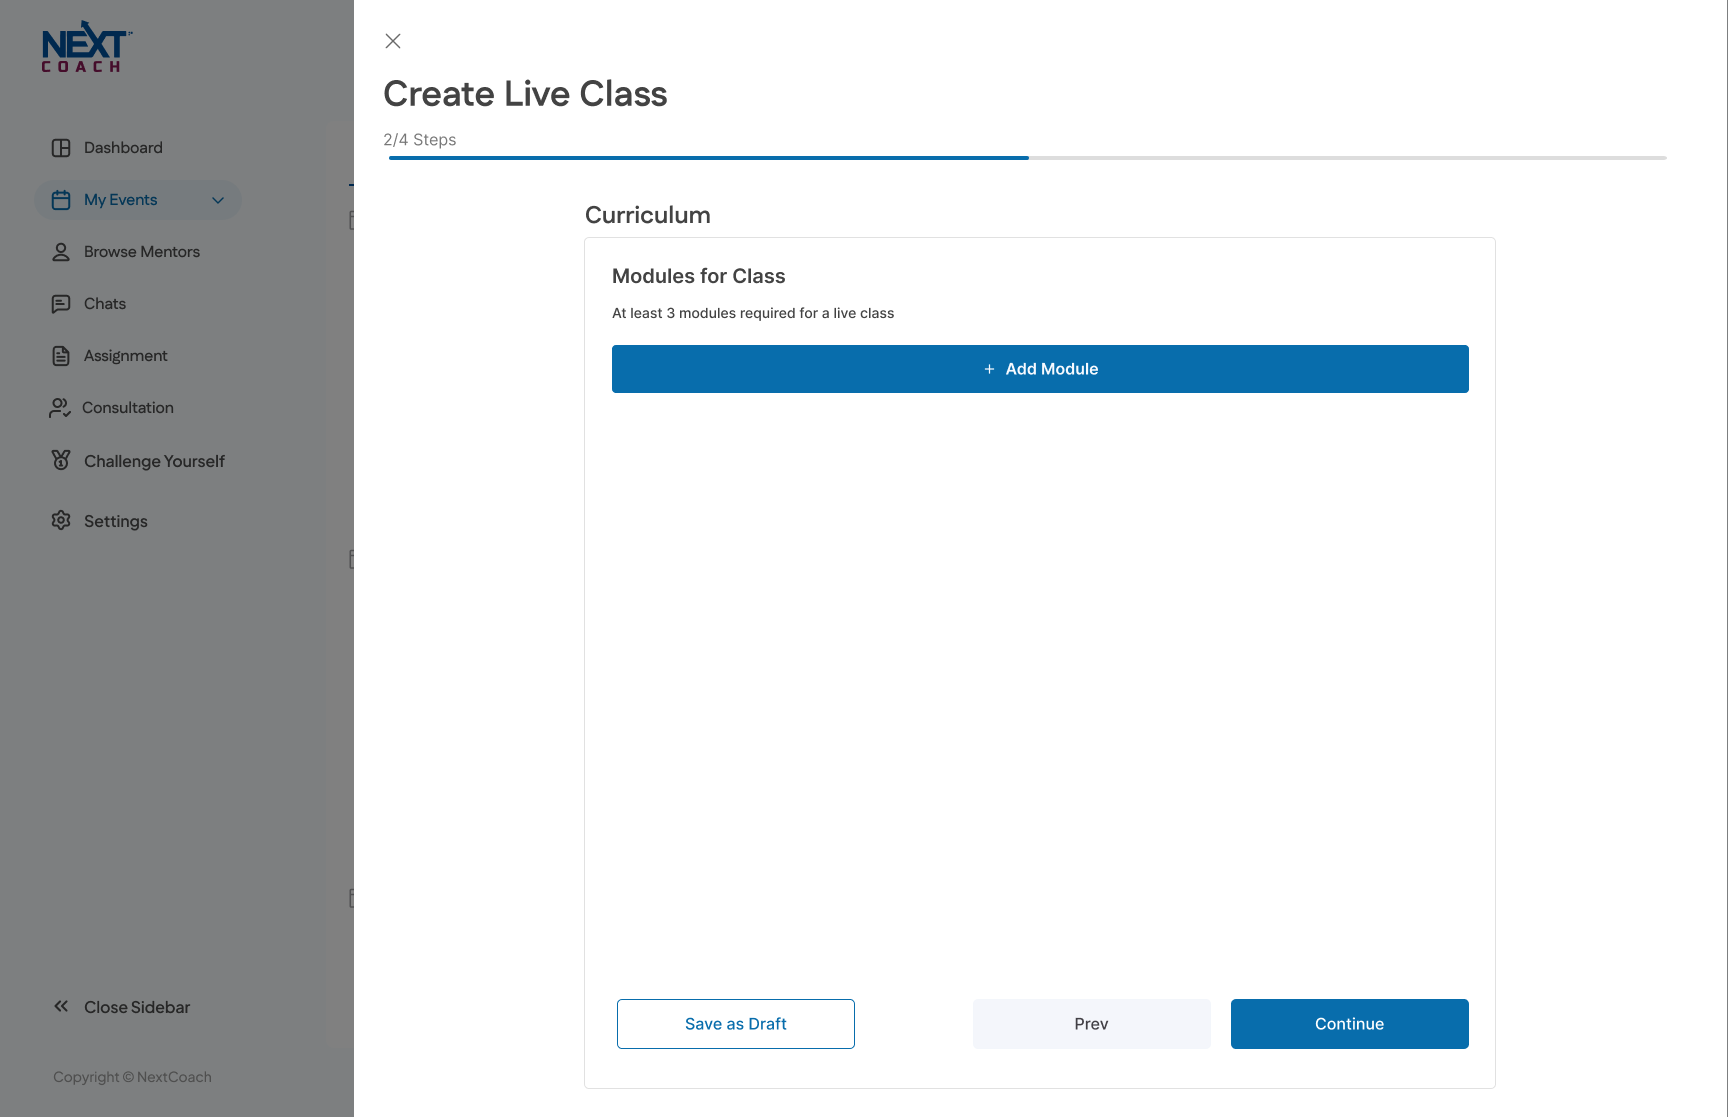 NEXT
COACH
Dashboard
My Events
Browse Mentors
Chats
Assignment
Consultation
Challenge Yourself
Settings
Close Sidebar
Copyright © NextCoach
Create Live Class
2/4 Steps
Curriculum
Modules for Class
At least 3 modules required for a live class
+ Add Module
Save as Draft
Prev
Continue